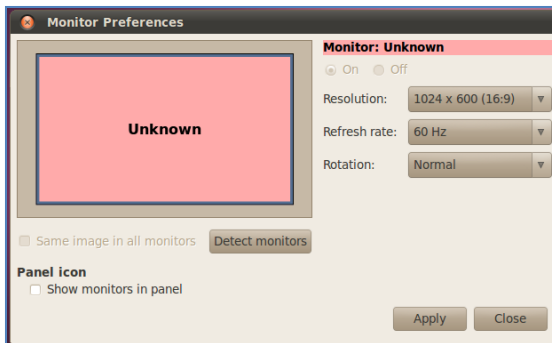 Monitor Preferences
Monitor: Unknown
On Off
Resolution: 1024 x 600 (16:9)
Refresh rate: 60 Hz
Rotation: Normal
Unknown
Same image in all monitors Detect monitors
Panel icon
Show monitors in panel
Apply Close